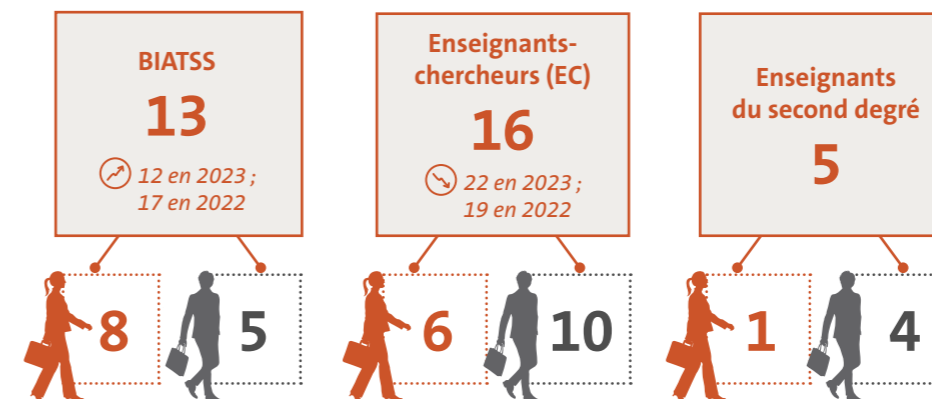 BIATSS
13
12 en 2023 ;
17 en 2022
8
5
Enseignants-
chercheurs (EC)
16
22 en 2023 ;
19 en 2022
6
10
Enseignants
du second degré
5
1
4